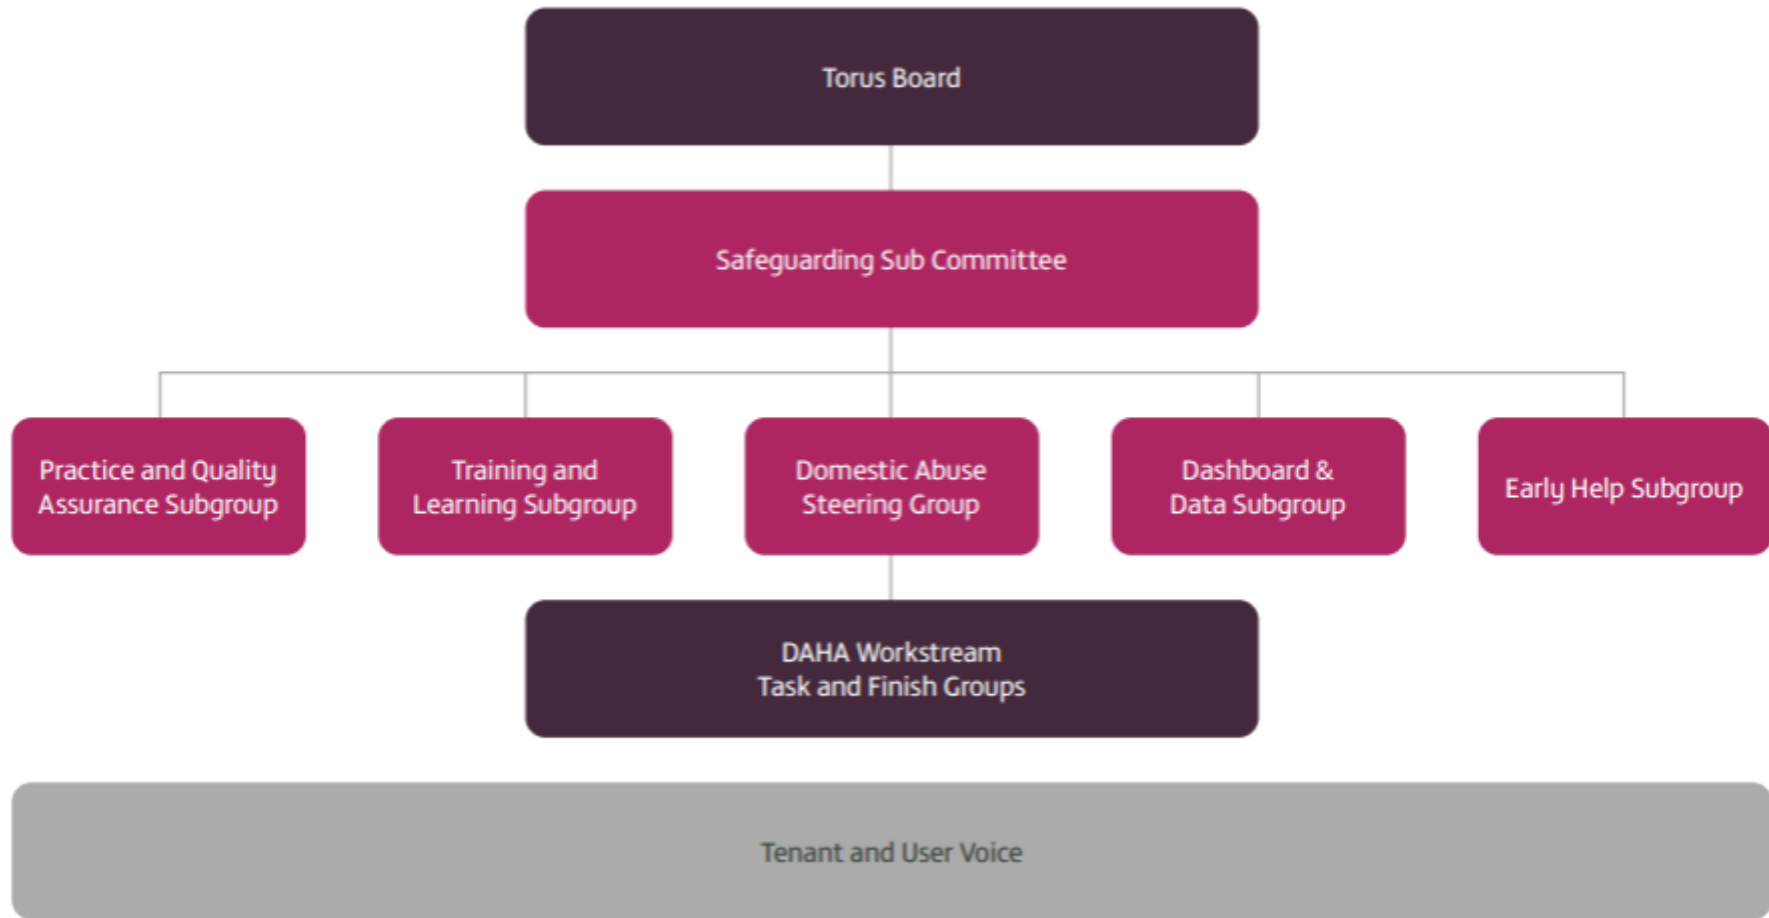 Torus Board
Safeguarding Sub Committee
Practice and Quality
Assurance Subgroup
Training and
Learning Subgroup
Domestic Abuse
Steering Group
Dashboard &
Data Subgroup
Early Help Subgroup
DAHA Workstream
Task and Finish Groups
Tenant and User Voice